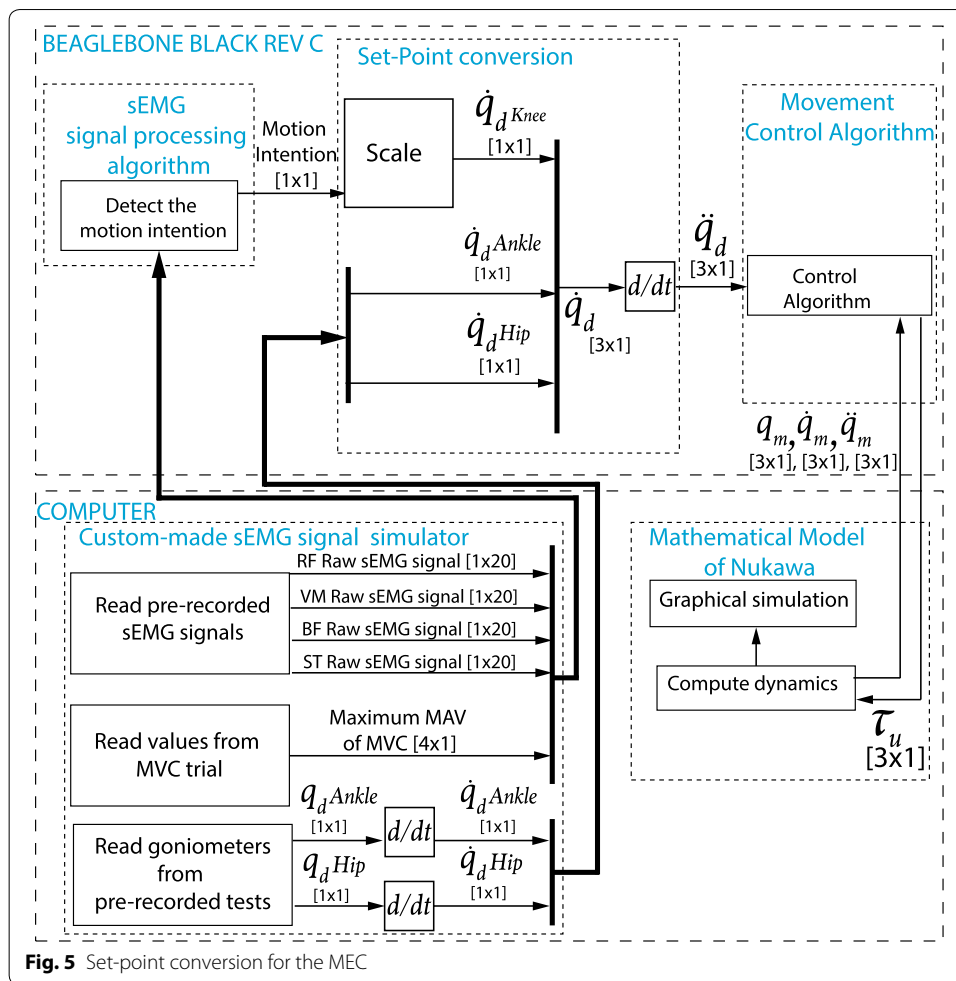 BEAGLEBONE BLACK REV C
Set-Point conversion
sEMG
signal processing
algorithm
Detect the
motion intention
Motion
Intention
[1x1]
Scale
q̇d Knee
[1x1]
q̇d Ankle
[1x1]
q̇d Hip
[1x1]
q̇d
[3x1]
d/dt
q̈d
[3x1]
Movement
Control Algorithm
Control
Algorithm
qm, q̇m, q̈m
[3x1], [3x1], [3x1]
COMPUTER
Custom-made sEMG signal simulator
Read pre-recorded
sEMG signals
RF Raw sEMG signal [1x20]
VM Raw sEMG signal [1x20]
BF Raw sEMG signal [1x20]
ST Raw sEMG signal [1x20]
Read values from
MVC trial
Maximum MAV
of MVC [4x1]
Read goniometers
from
pre-recorded tests
qd Ankle
[1x1]
d/dt
q̇d Ankle
[1x1]
qd Hip
[1x1]
d/dt
q̇d Hip
[1x1]
Mathematical Model
of Nukawa
Graphical simulation
Compute dynamics
τu
[3x1]
Fig. 5 Set-point conversion for the MEC